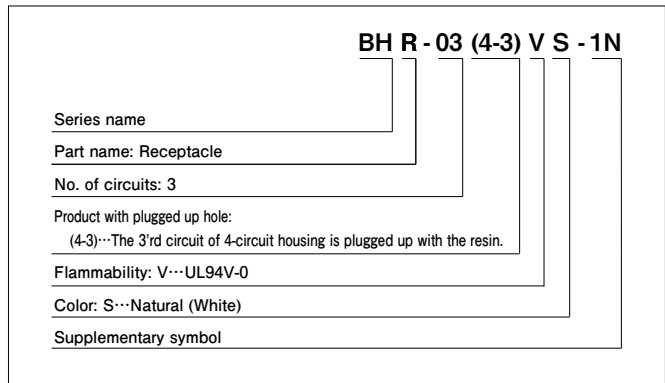 BH R - 03 (4-3) V S - 1N
Series name
Part name: Receptacle
No. of circuits: 3
Product with plugged up hole:
(4-3)…The 3'rd circuit of 4-circuit housing is plugged up with the resin.
Flammability: V…UL94V-0
Color: S…Natural (White)
Supplementary symbol